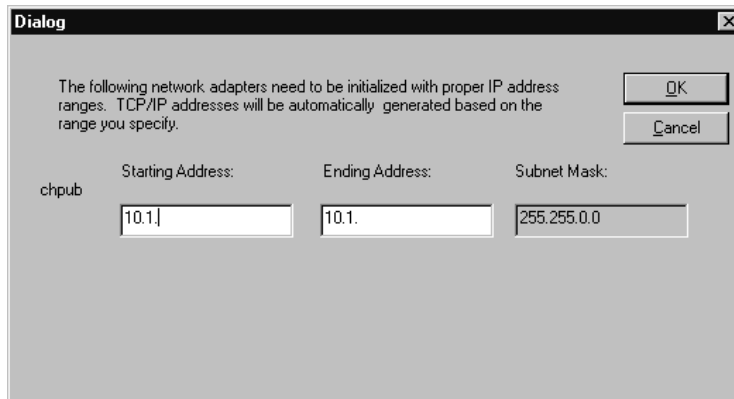 Dialog
The following network adapters need to be initialized with proper IP address
ranges. TCP/IP addresses will be automatically generated based on the
range you specify.
OK
Cancel
Starting Address:
Ending Address:
Subnet Mask:
chpub
10.1.
10.1.
255.255.0.0